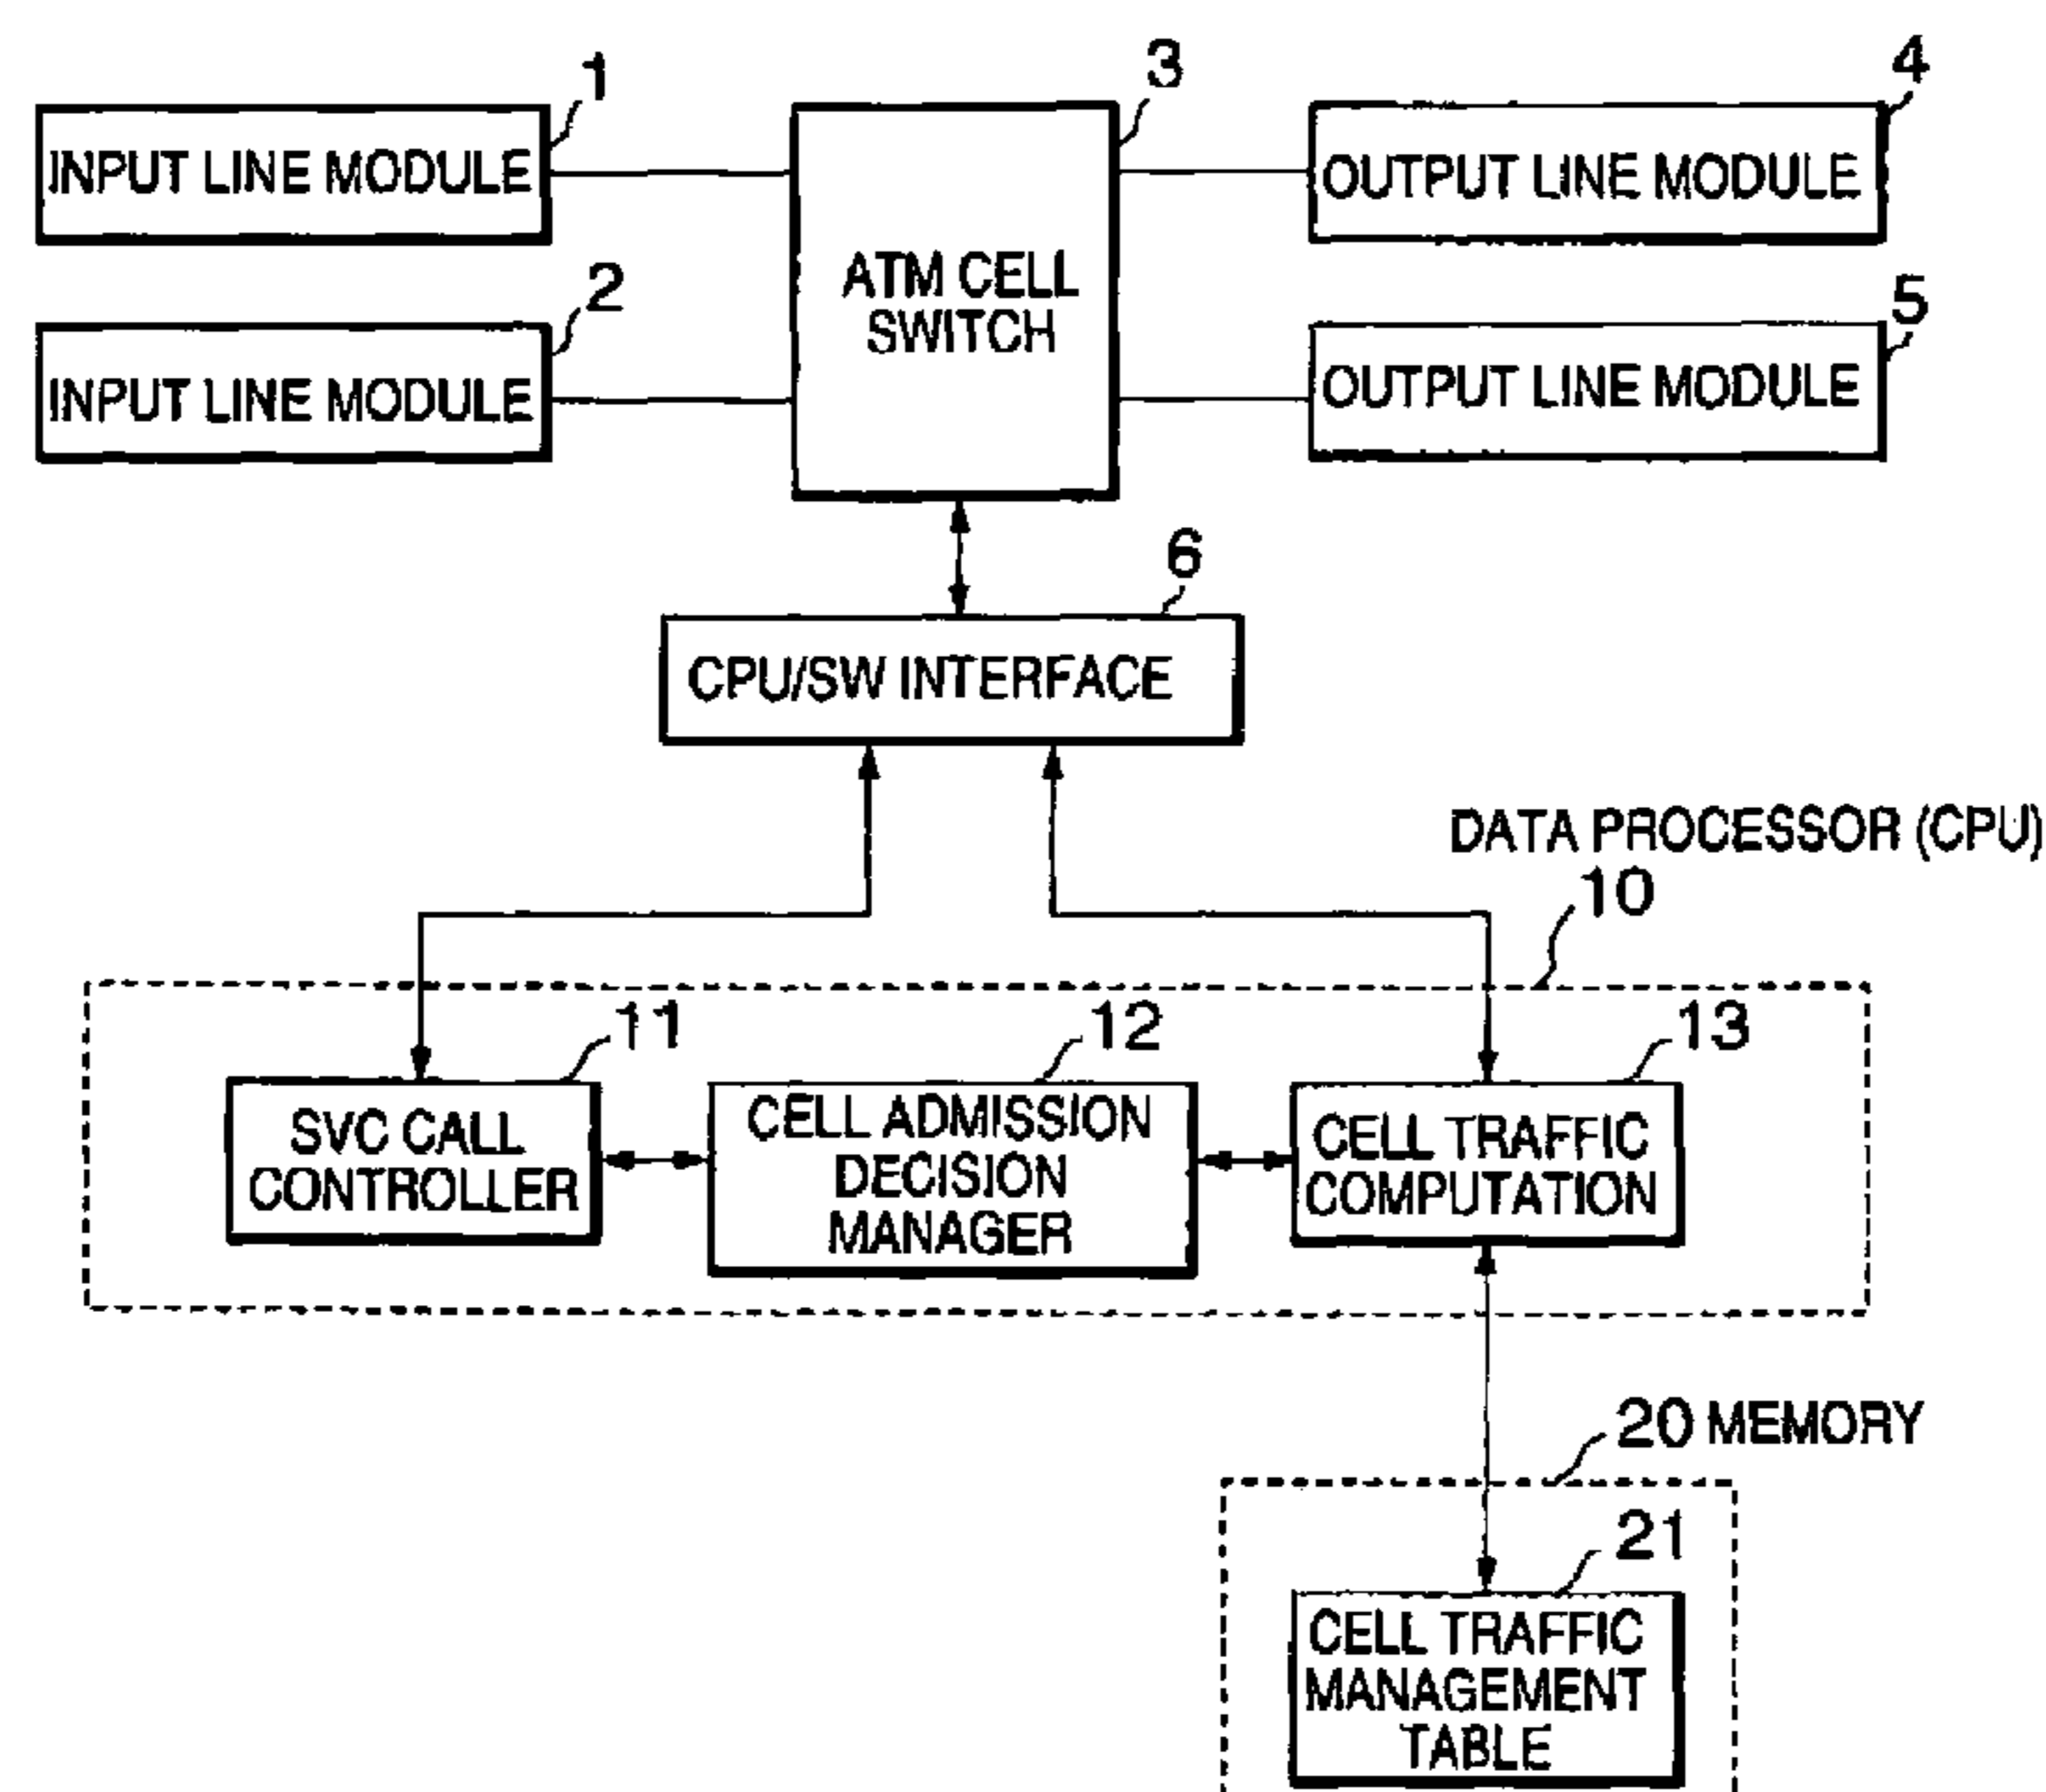 1
INPUT LINE MODULE
2
INPUT LINE MODULE
3
ATM CELL
SWITCH
4
OUTPUT LINE MODULE
5
OUTPUT LINE MODULE
6
CPU/SW INTERFACE
DATA PROCESSOR (CPU)
10
11
SVC CALL
CONTROLLER
12
CELL ADMISSION
DECISION
MANAGER
13
CELL TRAFFIC
COMPUTATION
20 MEMORY
21
CELL TRAFFIC
MANAGEMENT
TABLE